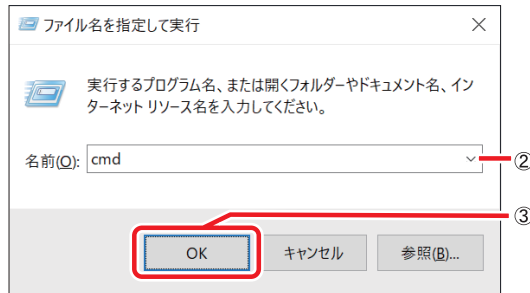 ファイル名を指定して実行
実行するプログラム名、または開くフォルダーやドキュメント名、イン
ターネット リソース名を入力してください。
名前(O): cmd
②
③
OK キャンセル 参照(B)...